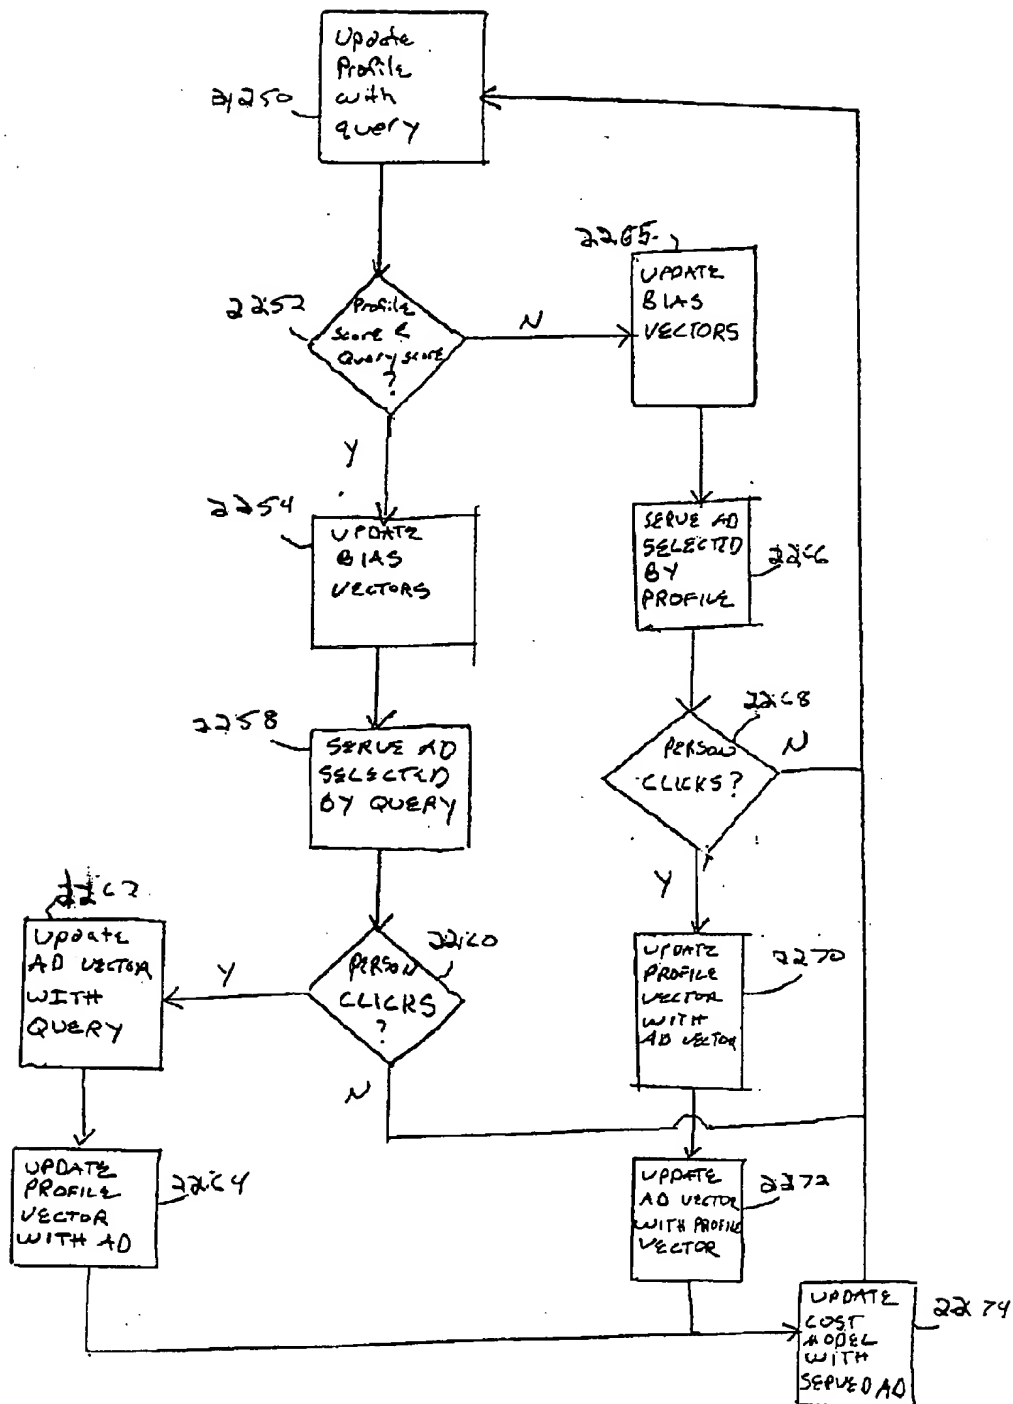 Update
Profile
with
query
2250
2265
UPDATE
BIAS
VECTORS
2252
Profile
score <
Query score
?
N
Y
2254
UPDATE
BIAS
VECTORS
SERVE AD
SELECTED
BY
PROFILE
2266
2258
SERVE AD
SELECTED
BY QUERY
2268
PERSON
CLICKS?
N
Y
2262
Update
AD VECTOR
WITH
QUERY
Y
2260
PERSON
CLICKS
?
N
UPDATE
PROFILE
VECTOR
WITH
AD VECTOR
2270
UPDATE
PROFILE
VECTOR
WITH AD
2264
UPDATE
AD VECTOR
WITH PROFILE
VECTOR
2272
UPDATE
COST
MODEL
WITH
SERVED AD
2274